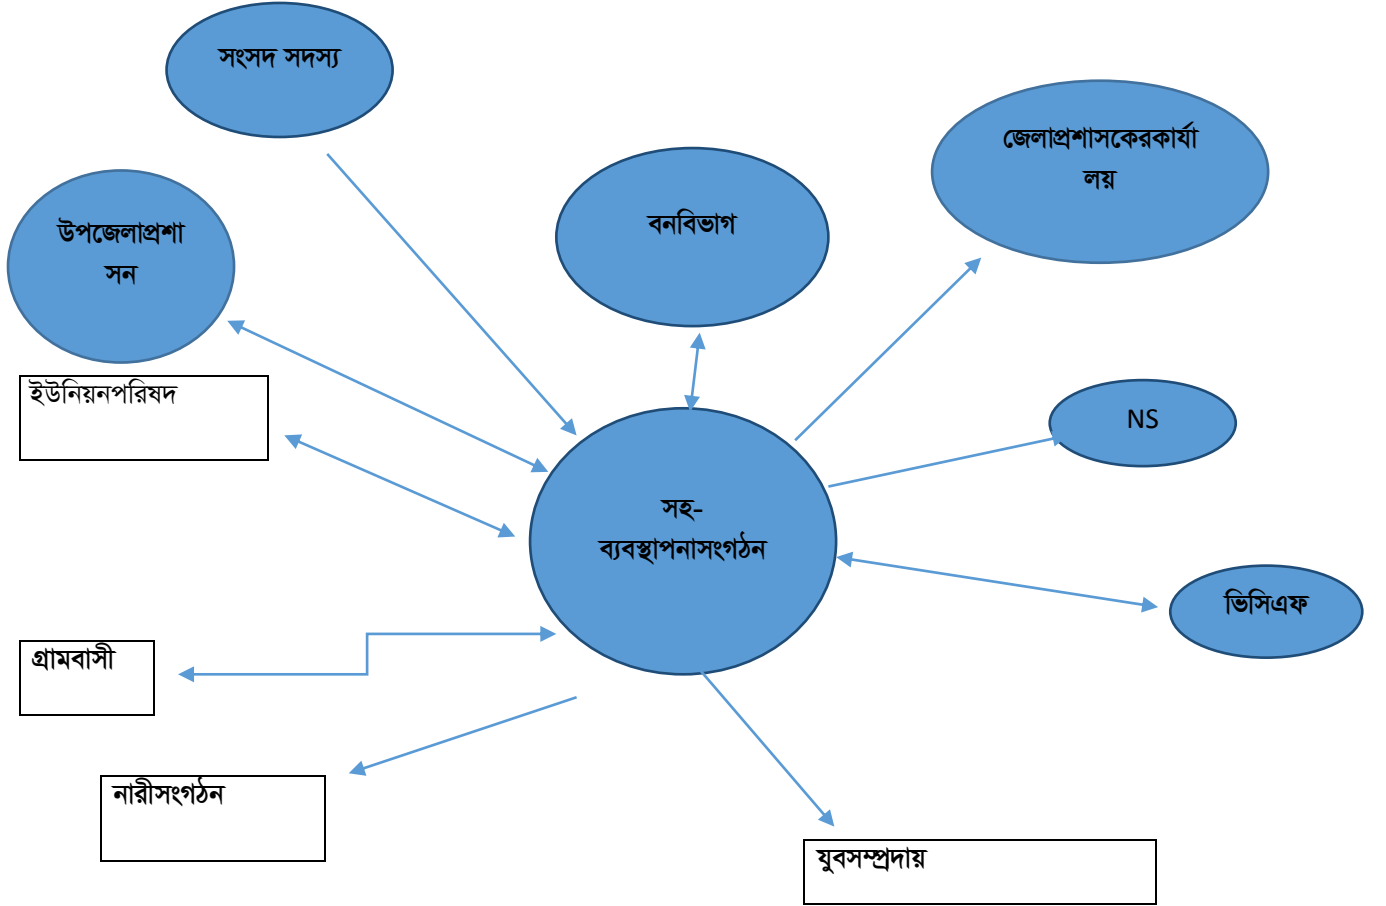 সংসদ সদস্য
জেলাপ্রশাসকেরকার্যা
লয়
বনবিভাগ
উপজেলাপ্রশা
সন
ইউনিয়নপরিষদ
NS
সহ-
ব্যবস্থাপনাসংগঠন
ভিসিএফ
গ্রামবাসী
নারীসংগঠন
যুবসম্প্রদায়